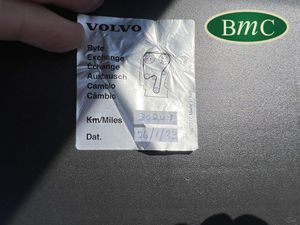 VOLVO
BMC
Byte
Exchange
Échange
Austausch
Cambio
Câmbio
Km/Miles
Dat.